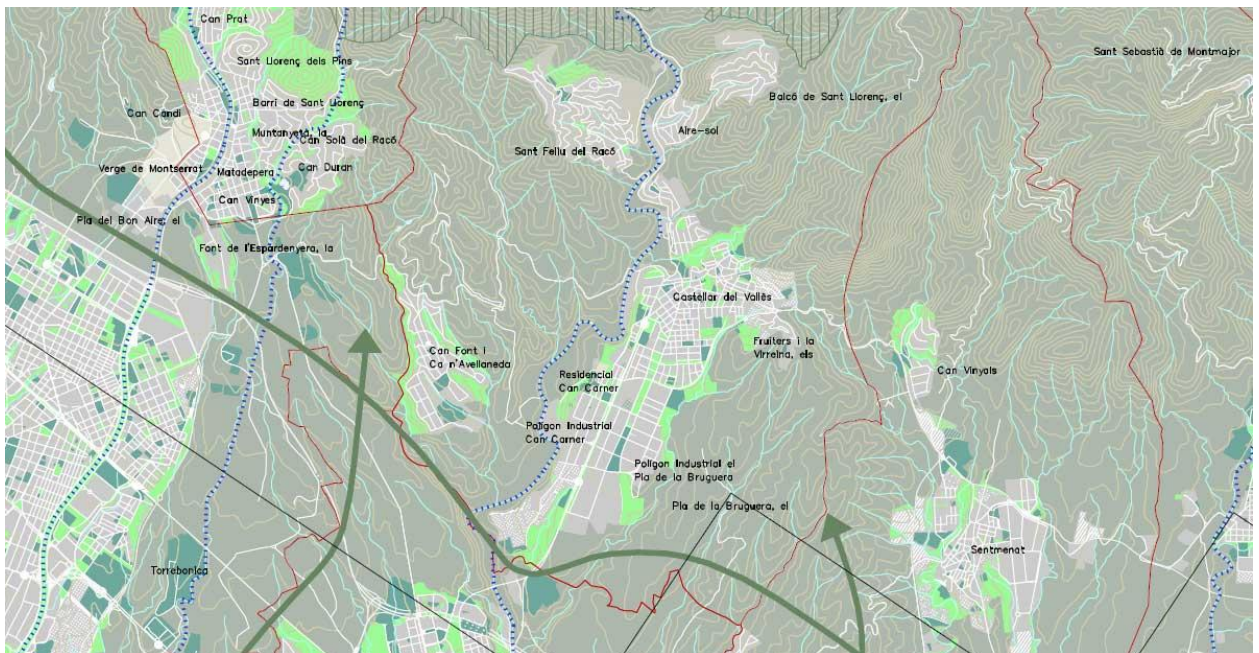 Can Prat
Sant Llorenç dels Pins
Sant Sebastià de Montmajor
Balcó de Sant Llorenç, el
Barri de Sant Llorenç
Can Candi
Aire-sol
Muntanyeta, la
Can Solà del Racó
Sant Feliu del Racó
Verge de Montserrat
Matadepera
Can Duran
Can Vinyes
Pla del Bon Aire, el
Font de l'Espardenyera, la
Castellar del Vallès
Fruiters i la
Virreina, els
Can Font i
Ca n'Avellaneda
Can Vinyals
Residencial
Can Carner
Polígon Industrial
Can Carner
Polígon Industrial el
Pla de la Bruguera
Pla de la Bruguera, el
Sentmenat
Torrebonica